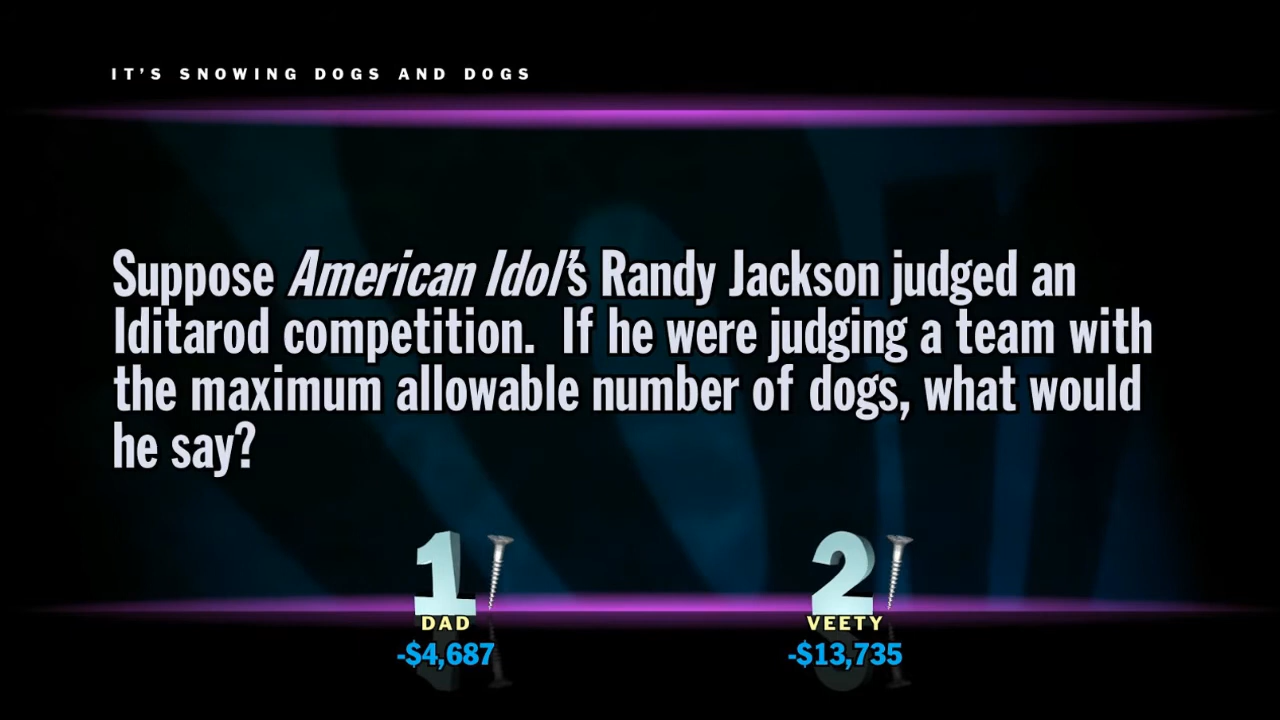 IT'S SNOWING DOGS AND DOGS
Suppose American Idol's Randy Jackson judged an
Iditarod competition.  If he were judging a team with
the maximum allowable number of dogs, what would
he say?
1
2
DAD
VEETY
-$4,687
-$13,735